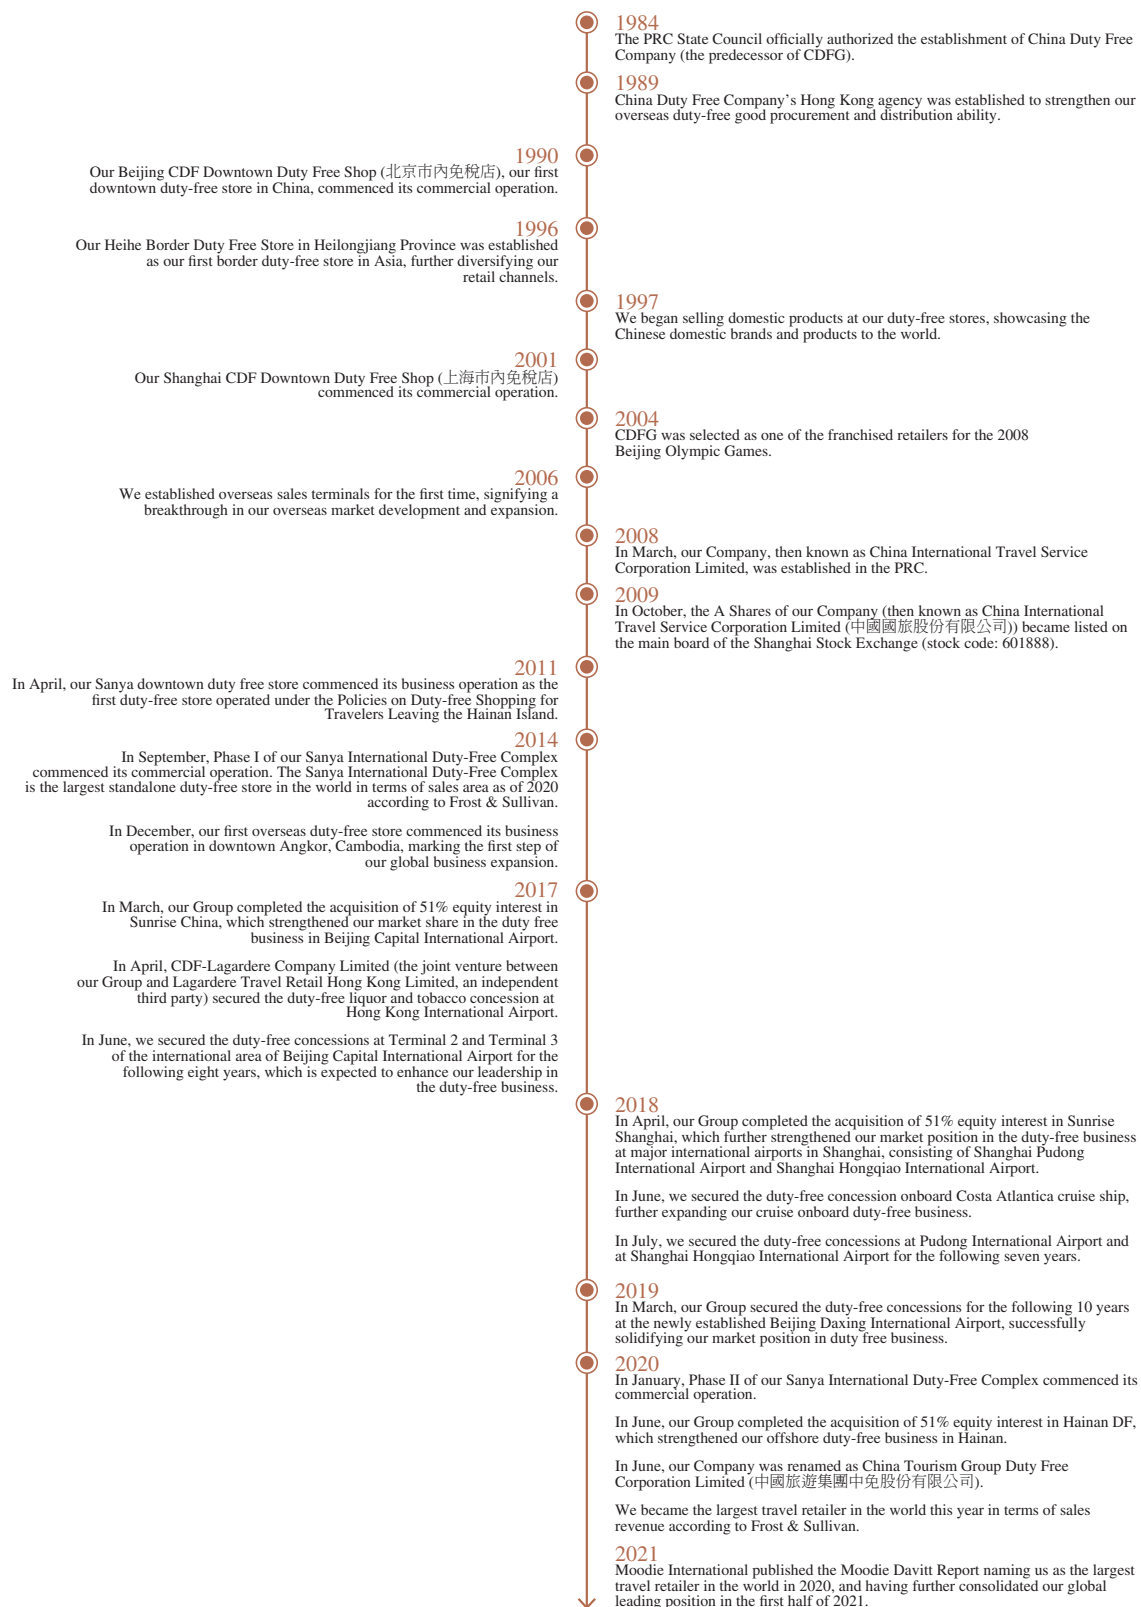 1984
The PRC State Council officially authorized the establishment of China Duty Free
Company (the predecessor of CDFG).
1989
China Duty Free Company's Hong Kong agency was established to strengthen our
overseas duty-free good procurement and distribution ability.
1990
Our Beijing CDF Downtown Duty Free Shop (北京市內免稅店), our first
downtown duty-free store in China, commenced its commercial operation.
1996
Our Heihe Border Duty Free Store in Heilongjiang Province was established
as our first border duty-free store in Asia, further diversifying our
retail channels.
1997
We began selling domestic products at our duty-free stores, showcasing the
Chinese domestic brands and products to the world.
2001
Our Shanghai CDF Downtown Duty Free Shop (上海市內免稅店)
commenced its commercial operation.
2004
CDFG was selected as one of the franchised retailers for the 2008
Beijing Olympic Games.
2006
We established overseas sales terminals for the first time, signifying a
breakthrough in our overseas market development and expansion.
2008
In March, our Company, then known as China International Travel Service
Corporation Limited, was established in the PRC.
2009
In October, the A Shares of our Company (then known as China International
Travel Service Corporation Limited (中國國旅股份有限公司)) became listed on
the main board of the Shanghai Stock Exchange (stock code: 601888).
2011
In April, our Sanya downtown duty free store commenced its business operation as the
first duty-free store operated under the Policies on Duty-free Shopping for
Travelers Leaving the Hainan Island.
2014
In September, Phase I of our Sanya International Duty-Free Complex
commenced its commercial operation. The Sanya International Duty-Free Complex
is the largest standalone duty-free store in the world in terms of sales area as of 2020
according to Frost & Sullivan.
In December, our first overseas duty-free store commenced its business
operation in downtown Angkor, Cambodia, marking the first step of
our global business expansion.
2017
In March, our Group completed the acquisition of 51% equity interest in
Sunrise China, which strengthened our market share in the duty free
business in Beijing Capital International Airport.
In April, CDF-Lagardere Company Limited (the joint venture between
our Group and Lagardere Travel Retail Hong Kong Limited, an independent
third party) secured the duty-free liquor and tobacco concession at
Hong Kong International Airport.
In June, we secured the duty-free concessions at Terminal 2 and Terminal 3
of the international area of Beijing Capital International Airport for the
following eight years, which is expected to enhance our leadership in
the duty-free business.
2018
In April, our Group completed the acquisition of 51% equity interest in Sunrise
Shanghai, which further strengthened our market position in the duty-free business
at major international airports in Shanghai, consisting of Shanghai Pudong
International Airport and Shanghai Hongqiao International Airport.
In June, we secured the duty-free concession onboard Costa Atlantica cruise ship,
further expanding our cruise onboard duty-free business.
In July, we secured the duty-free concessions at Pudong International Airport and
at Shanghai Hongqiao International Airport for the following seven years.
2019
In March, our Group secured the duty-free concessions for the following 10 years
at the newly established Beijing Daxing International Airport, successfully
solidifying our market position in duty free business.
2020
In January, Phase II of our Sanya International Duty-Free Complex commenced its
commercial operation.
In June, our Group completed the acquisition of 51% equity interest in Hainan DF,
which strengthened our offshore duty-free business in Hainan.
In June, our Company was renamed as China Tourism Group Duty Free
Corporation Limited (中國旅遊集團中免股份有限公司).
We became the largest travel retailer in the world this year in terms of sales
revenue according to Frost & Sullivan.
2021
Moodie International published the Moodie Davitt Report naming us as the largest
travel retailer in the world in 2020, and having further consolidated our global
leading position in the first half of 2021.